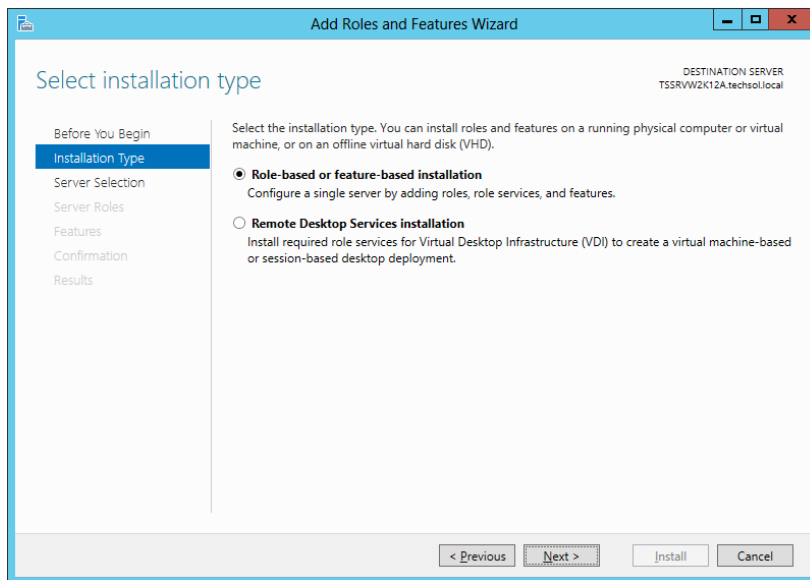 Add Roles and Features Wizard
Select installation type
DESTINATION SERVER
TSSRVW2K12A.techsol.local
Before You Begin
Installation Type
Server Selection
Server Roles
Features
Confirmation
Results
Select the installation type. You can install roles and features on a running physical computer or virtual
machine, or on an offline virtual hard disk (VHD).
Role-based or feature-based installation
Configure a single server by adding roles, role services, and features.
Remote Desktop Services installation
Install required role services for Virtual Desktop Infrastructure (VDI) to create a virtual machine-based
or session-based desktop deployment.
< Previous Next > Install Cancel